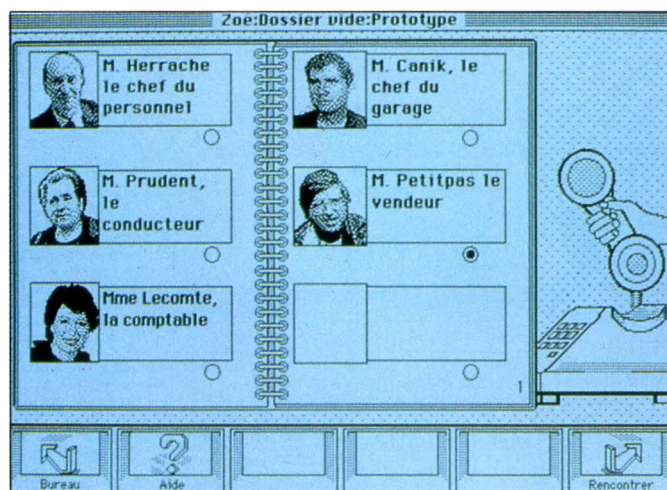 Zoé:Dossier vide:Prototype
M. Herrache
le chef du
personnel
M. Prudent,
le
conducteur
Mme Lecomte,
la comptable
M. Canik, le
chef du
garage
M. Petitpas le
vendeur
1
Bureau
Aide
Rencontrer